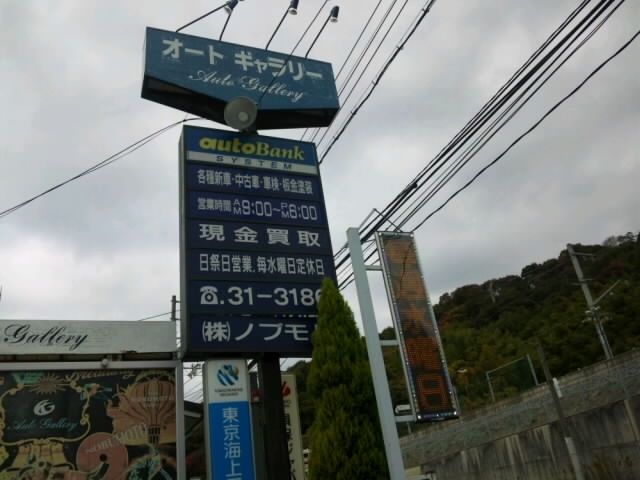 オート ギャラリー
Auto Gallery
autoBank
SYSTEM
各種新車・中古車・車検・板金塗装
営業時間 AM9:00~PM6:00
現金買取
日祭日営業、毎水曜日定休日
☎.31-3186
(株)ノブモ
Gallery
Auto Gallery
東京海上